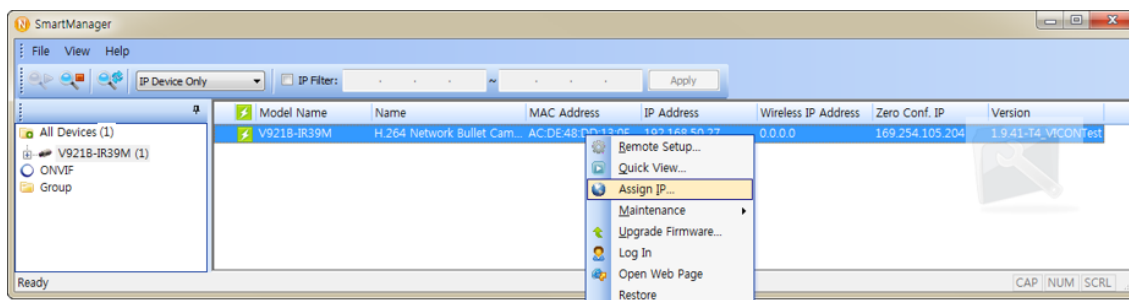 SmartManager
File View Help
IP Device Only IP Filter: . . . ~ . . . Apply
Model Name Name MAC Address IP Address Wireless IP Address Zero Conf. IP Version
All Devices (1)
V921B-IR39M (1)
ONVIF
Group
V921B-IR39M H.264 Network Bullet Cam... 0.0.0.0 169.254.105.204 1.9.41-T4_VICONTest
Remote Setup...
Quick View...
Assign IP...
Maintenance
Upgrade Firmware...
Log In
Open Web Page
Restore
Ready CAP NUM SCRL